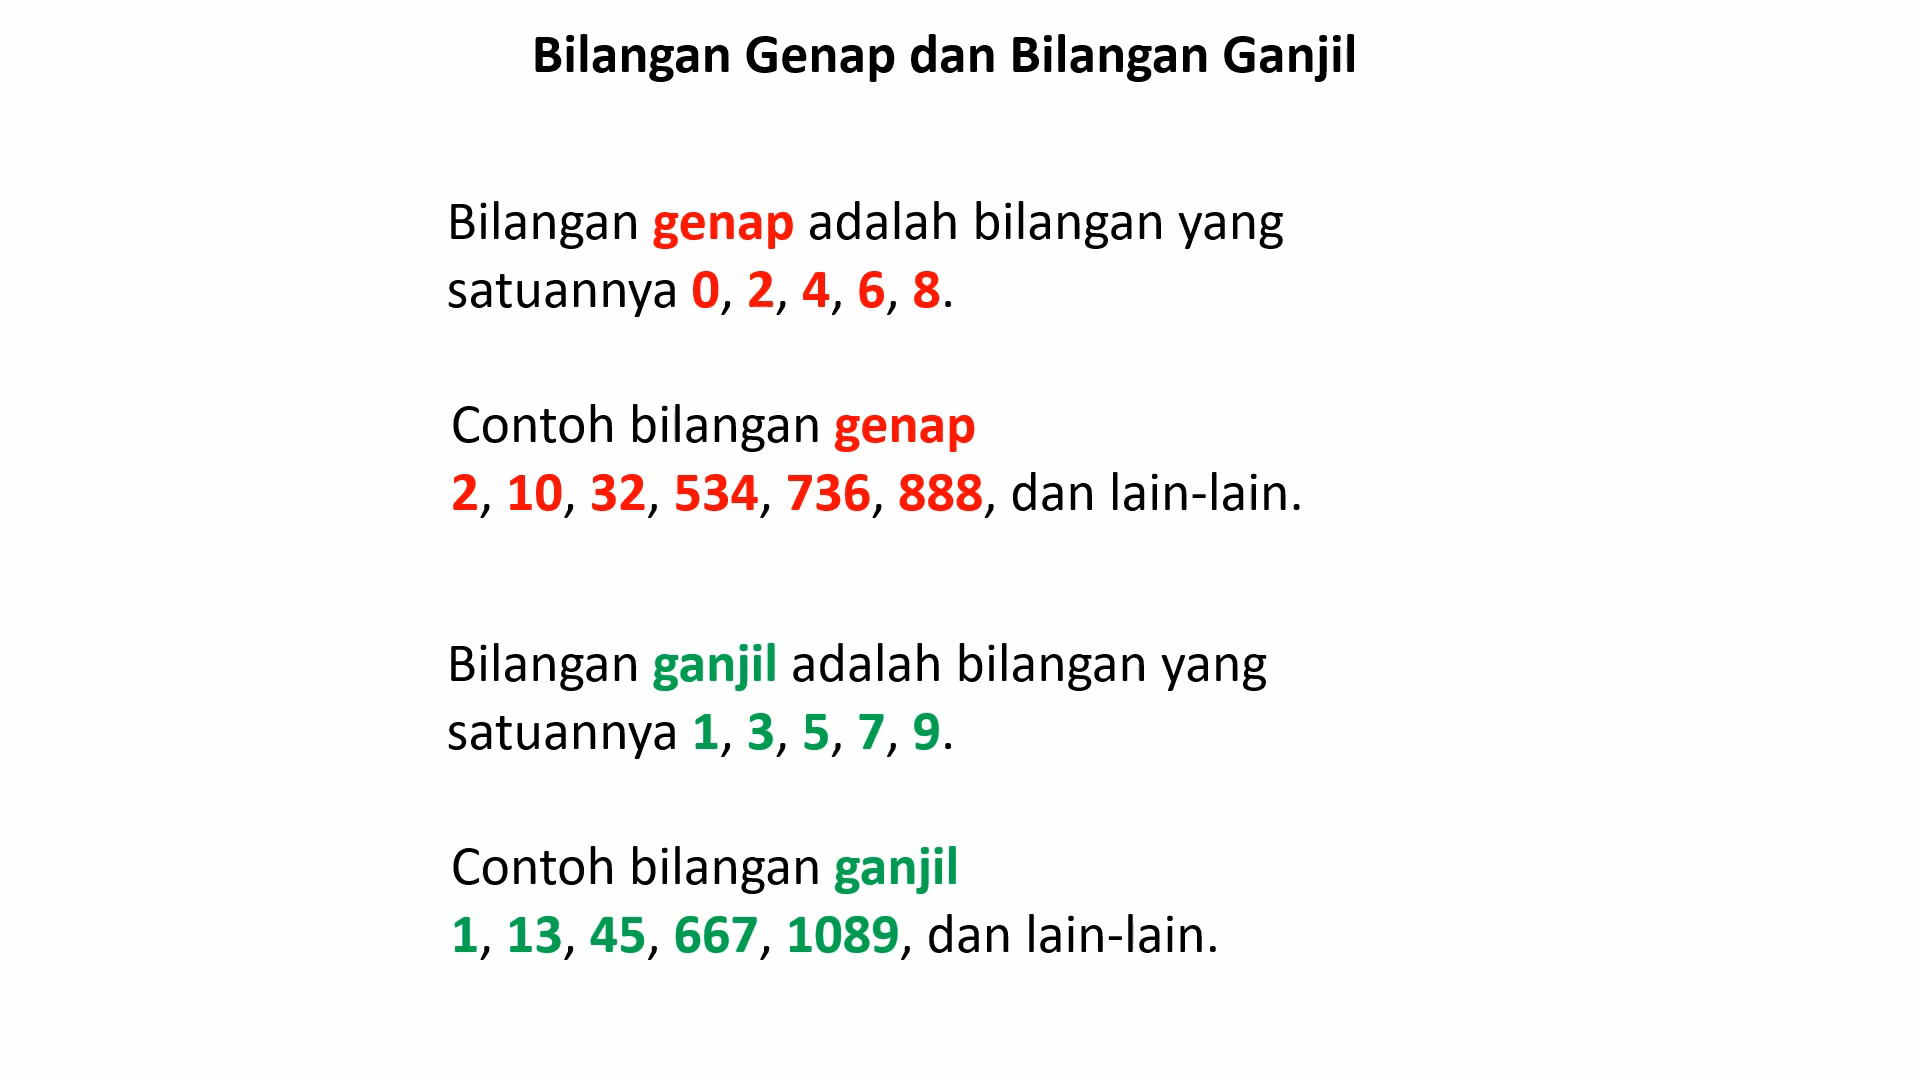 Bilangan Genap dan Bilangan Ganjil
Bilangan genap adalah bilangan yang
satuannya 0, 2, 4, 6, 8.
Contoh bilangan genap
2, 10, 32, 534, 736, 888, dan lain-lain.
Bilangan ganjil adalah bilangan yang
satuannya 1, 3, 5, 7, 9.
Contoh bilangan ganjil
1, 13, 45, 667, 1089, dan lain-lain.